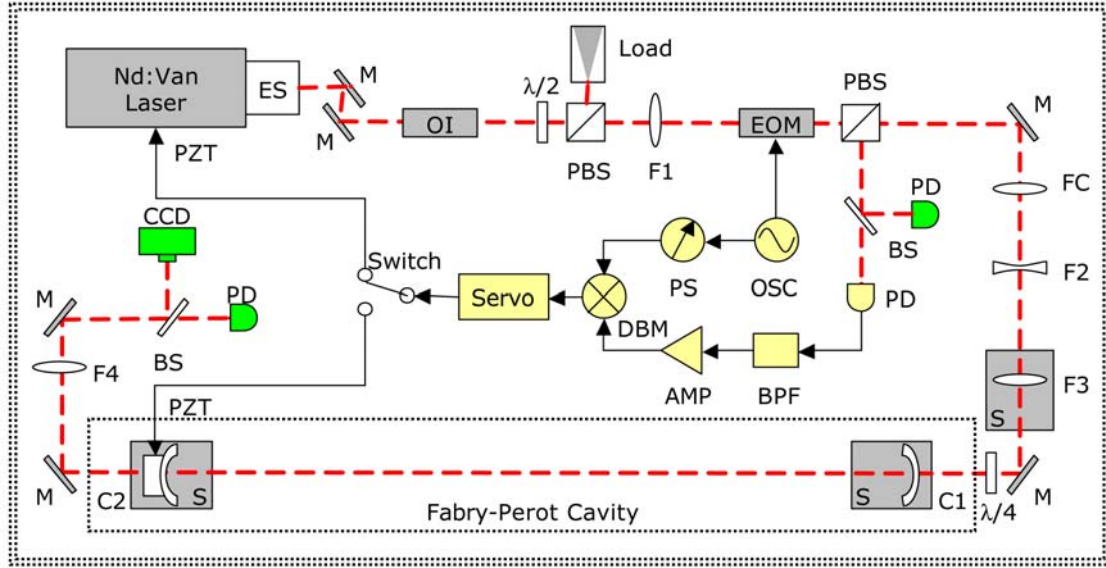 Nd:Van
Laser
ES
M
M
OI
λ/2
Load
PBS
F1
EOM
PBS
M
PZT
CCD
PD
M
BS
F4
Switch
Servo
DBM
PS
OSC
AMP
BPF
PD
BS
PD
FC
F2
F3
S
PZT
M
C2
S
Fabry-Perot Cavity
S
C1
λ/4
M